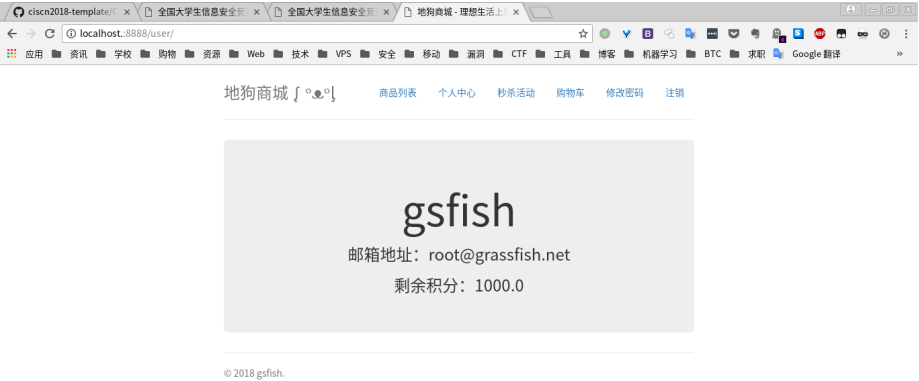 ciscn2018-template/C
全国大学生信息安全竞
全国大学生信息安全竞
地狗商城 - 理想生活上
localhost.:8888/user/
应用 资讯 学校 购物 资源 Web 技术 VPS 安全 移动 漏洞 CTF 工具 博客 机器学习 BTC 求职 Google 翻译 »
地狗商城 ʕ ºᴥºʔ 商品列表 个人中心 秒杀活动 购物车 修改密码 注销
gsfish
邮箱地址：root@grassfish.net
剩余积分：1000.0
© 2018 gsfish.